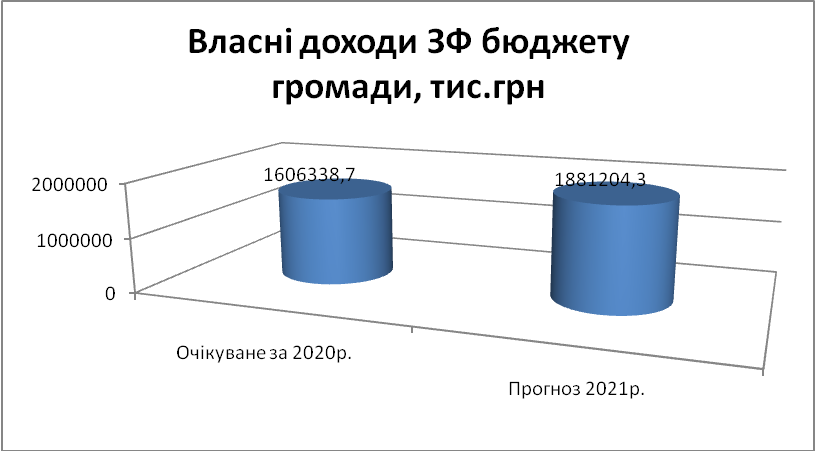 Власні доходи ЗФ бюджету
громади, тис.грн
1606338,7
1881204,3
2000000
1000000
0
Очікуване за 2020р.
Прогноз 2021р.